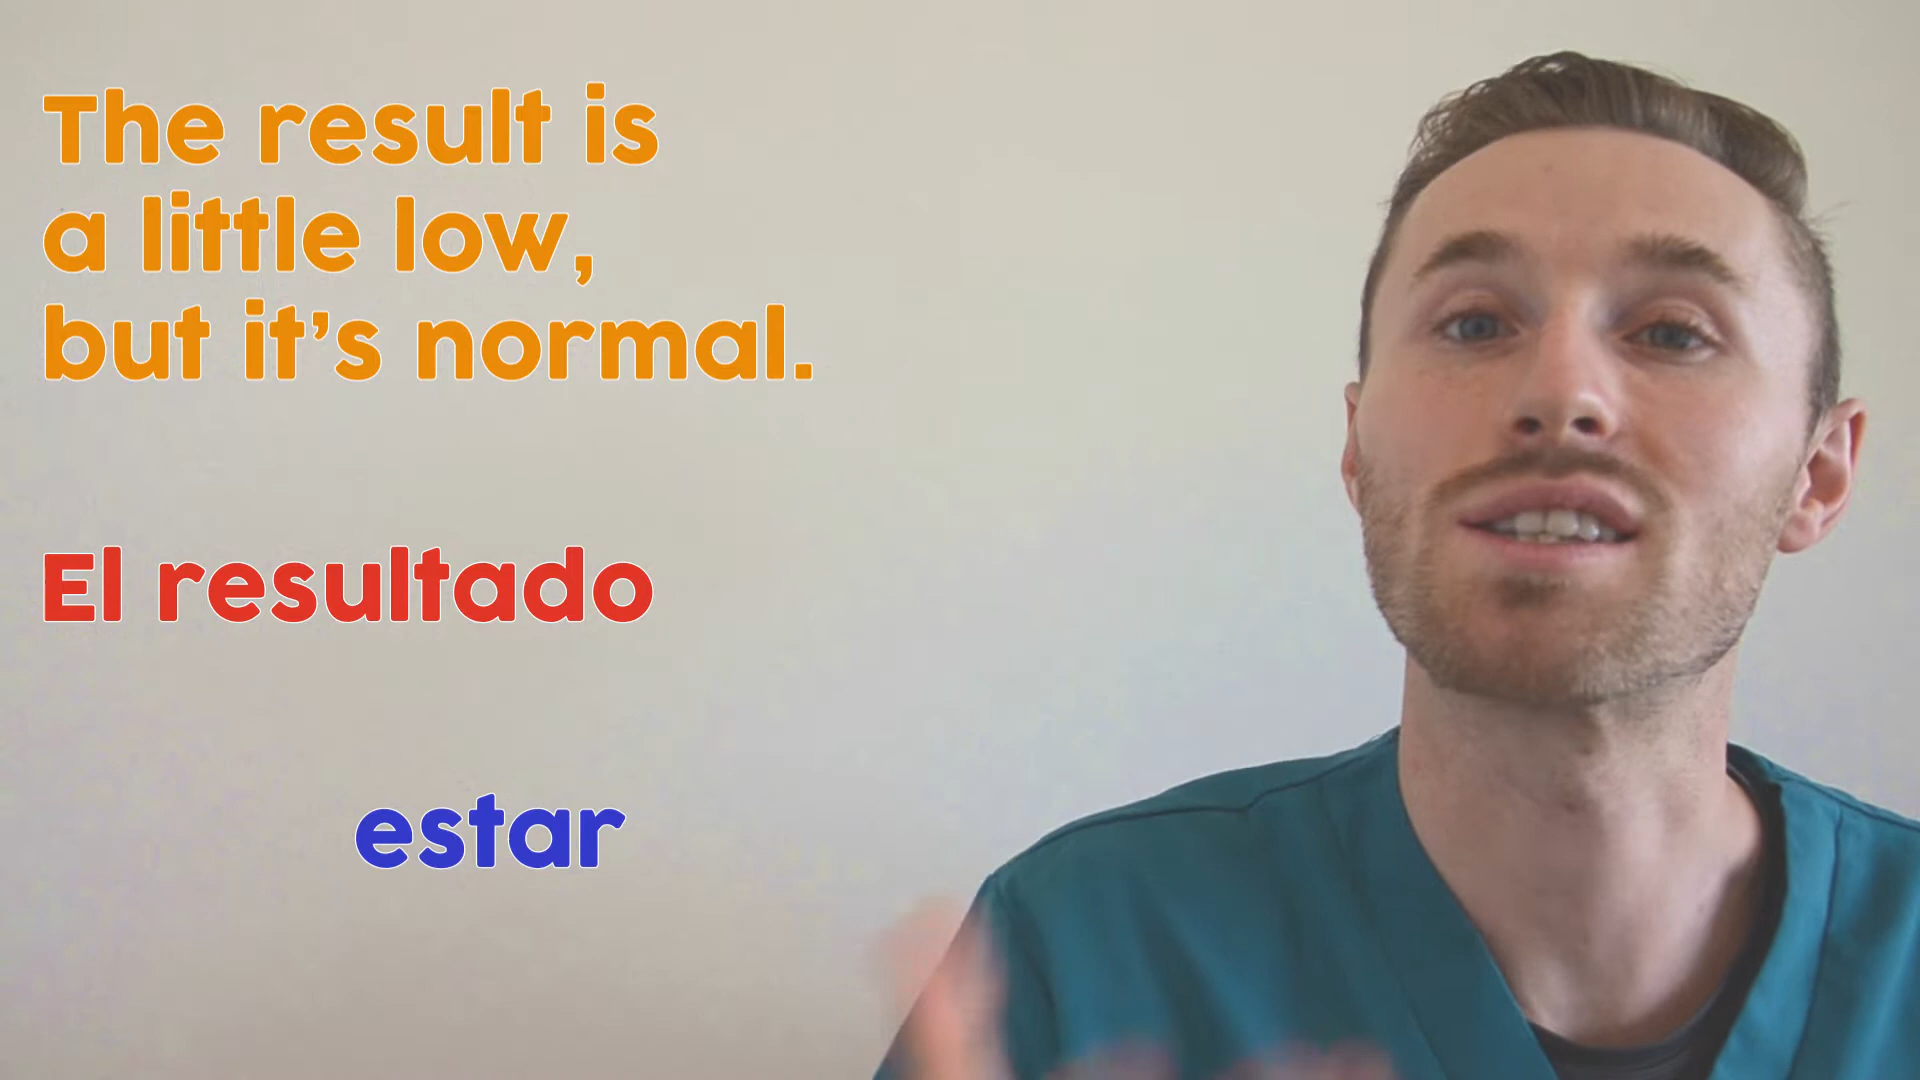 The result is
a little low,
but it's normal.
El resultado
estar